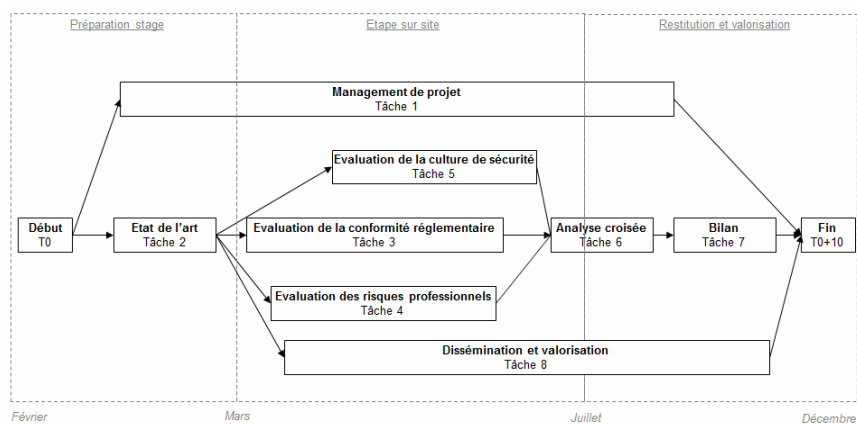 Préparation stage
Etape sur site
Restitution et valorisation
Management de projet
Tâche 1
Evaluation de la culture de sécurité
Tâche 5
Début
T0
Etat de l'art
Tâche 2
Evaluation de la conformité réglementaire
Tâche 3
Analyse croisée
Tâche 6
Bilan
Tâche 7
Fin
T0+10
Evaluation des risques professionnels
Tâche 4
Dissémination et valorisation
Tâche 8
Février
Mars
Juillet
Décembre